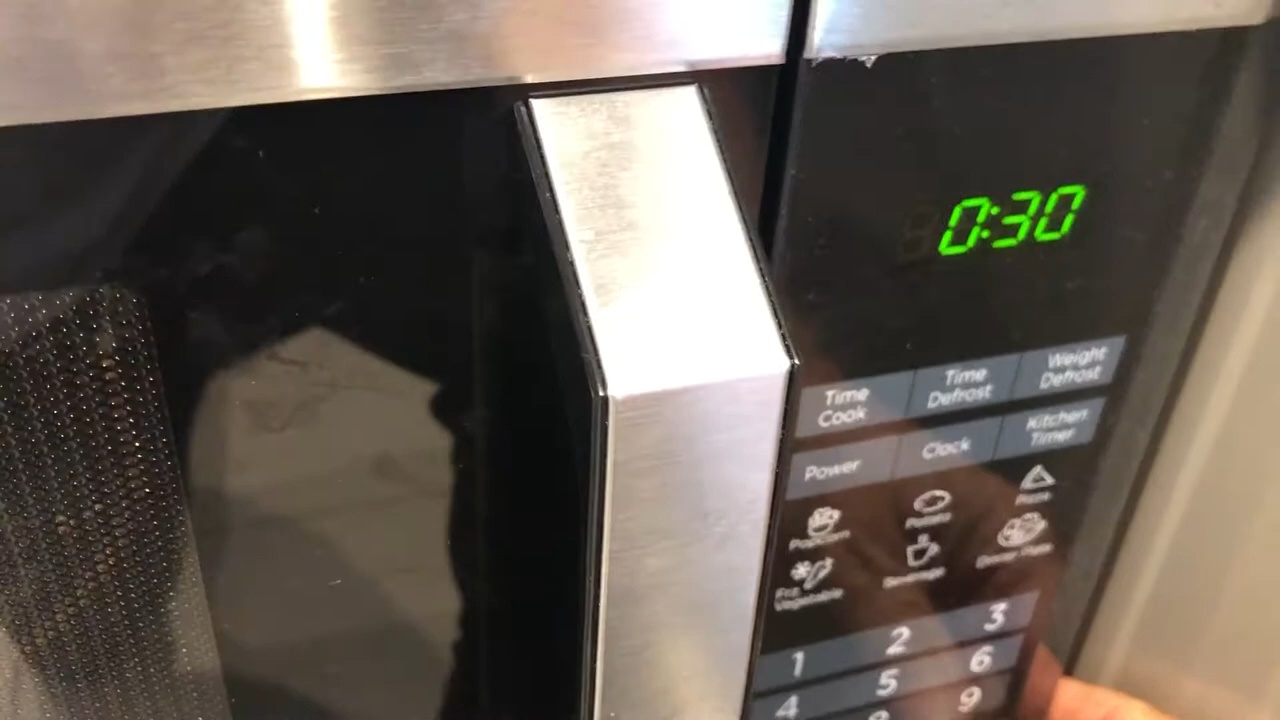 0:30
Time Cook
Time Defrost
Weight Defrost
Power
Clock
Kitchen Timer
Popcorn
Potato
Pizza
Frz. Vegetable
Beverage
Dinner Plate
1 2 3
4 5 6
8 9